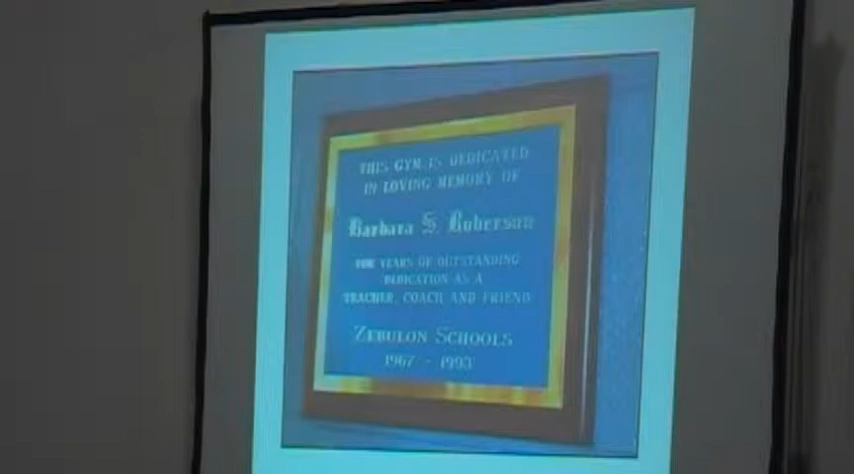 THIS GYM IS DEDICATED
IN LOVING MEMORY OF
Barbara S. Roberson
FOR YEARS OF OUTSTANDING
DEDICATION AS A
TEACHER, COACH AND FRIEND
ZEBULON SCHOOLS
1967 - 1993